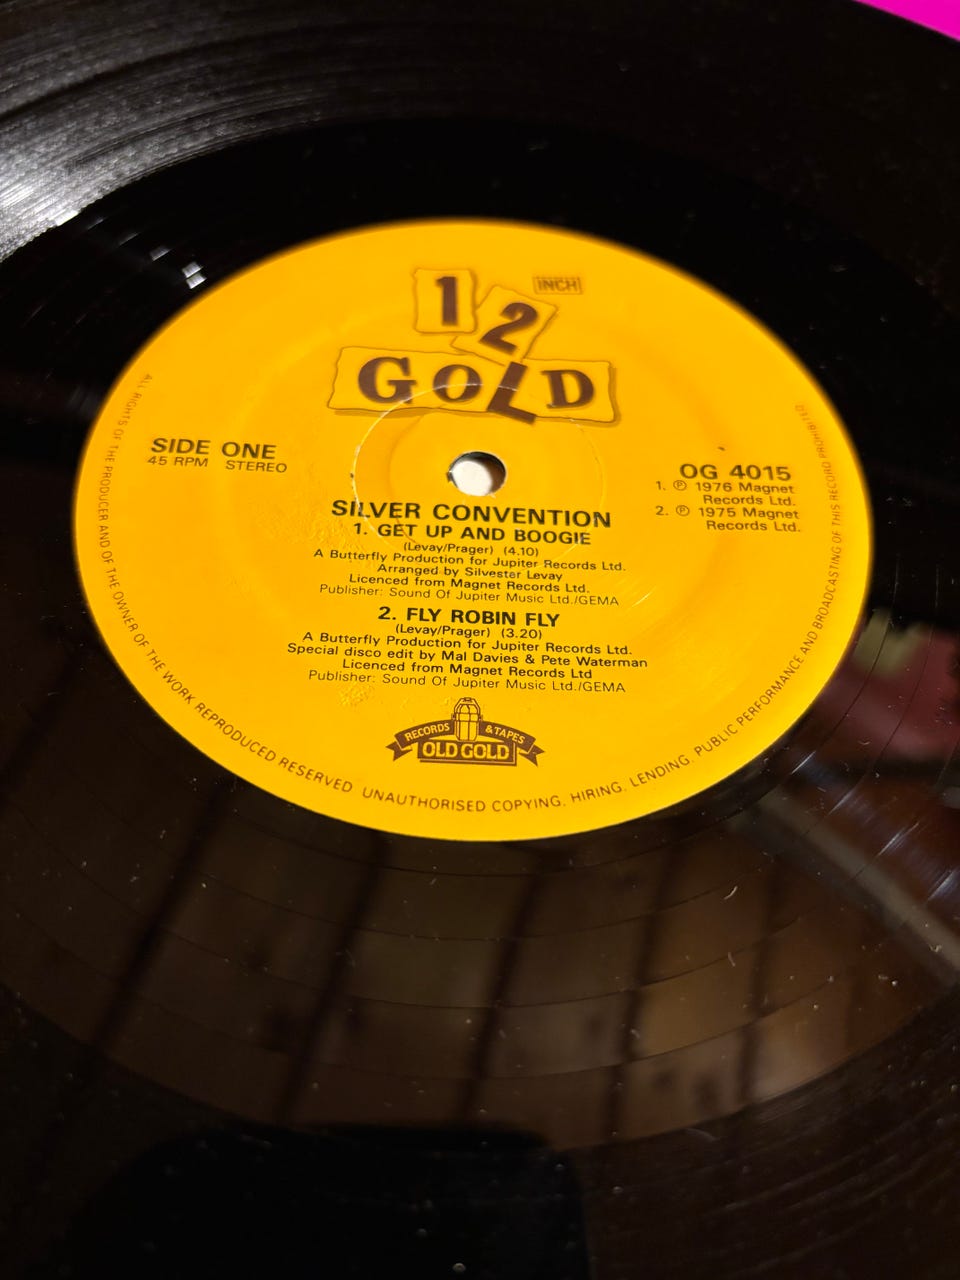 12 INCH
GOLD
SIDE ONE
45 RPM STEREO
OG 4015
1. ℗ 1976 Magnet
Records Ltd.
2. ℗ 1975 Magnet
Records Ltd.
SILVER CONVENTION
1. GET UP AND BOOGIE
(Levay/Prager) (4.10)
A Butterfly Production for Jupiter Records Ltd.
Arranged by Silvester Levay
Licenced from Magnet Records Ltd.
Publisher: Sound Of Jupiter Music Ltd./GEMA
2. FLY ROBIN FLY
(Levay/Prager) (3.20)
A Butterfly Production for Jupiter Records Ltd.
Special disco edit by Mal Davies & Pete Waterman
Licenced from Magnet Records Ltd
Publisher: Sound Of Jupiter Music Ltd./GEMA
RECORDS & TAPES
OLD GOLD
ALL RIGHTS OF THE PRODUCER AND OF THE OWNER OF THE WORK REPRODUCED RESERVED UNAUTHORISED COPYING, HIRING, LENDING, PUBLIC PERFORMANCE AND BROADCASTING OF THIS RECORD PROHIBITED